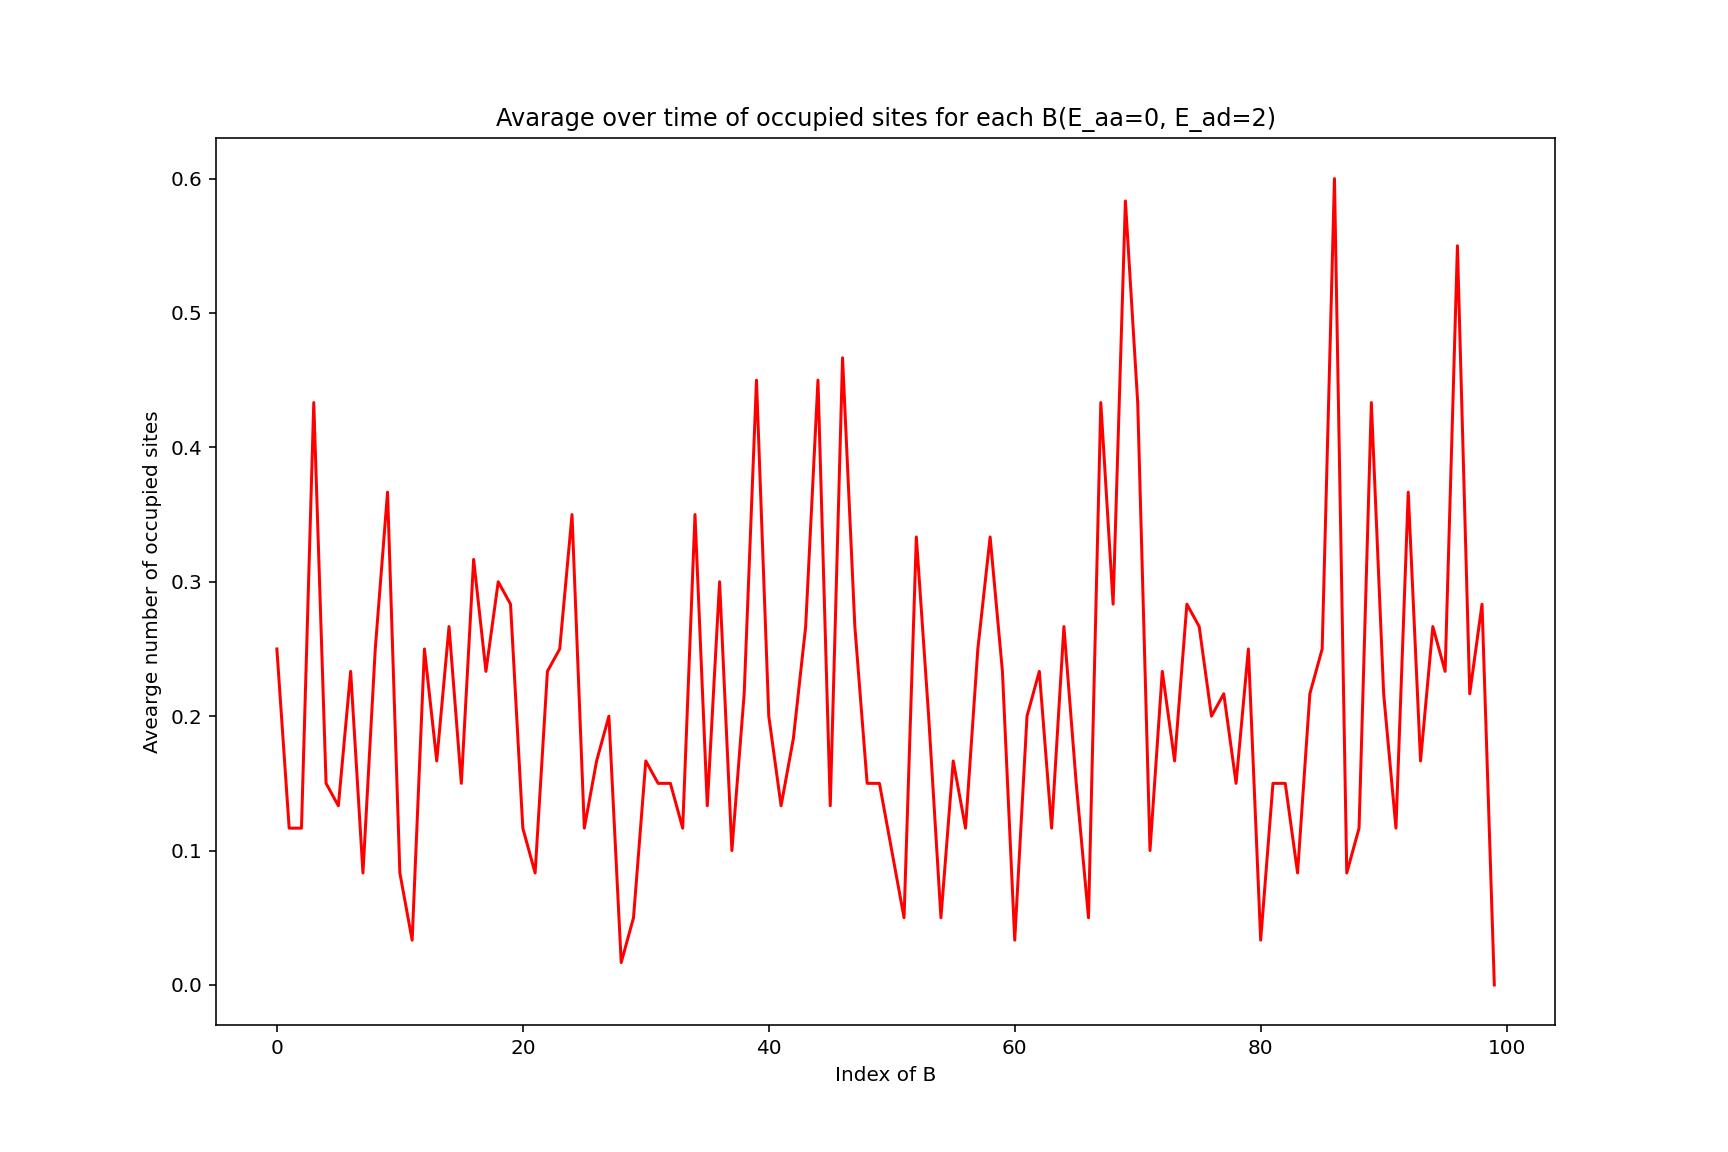 Avarage over time of occupied sites for each B(E_aa=0, E_ad=2)
Avearge number of occupied sites
0.6
0.5
0.4
0.3
0.2
0.1
0.0
0 20 40 60 80 100
Index of B